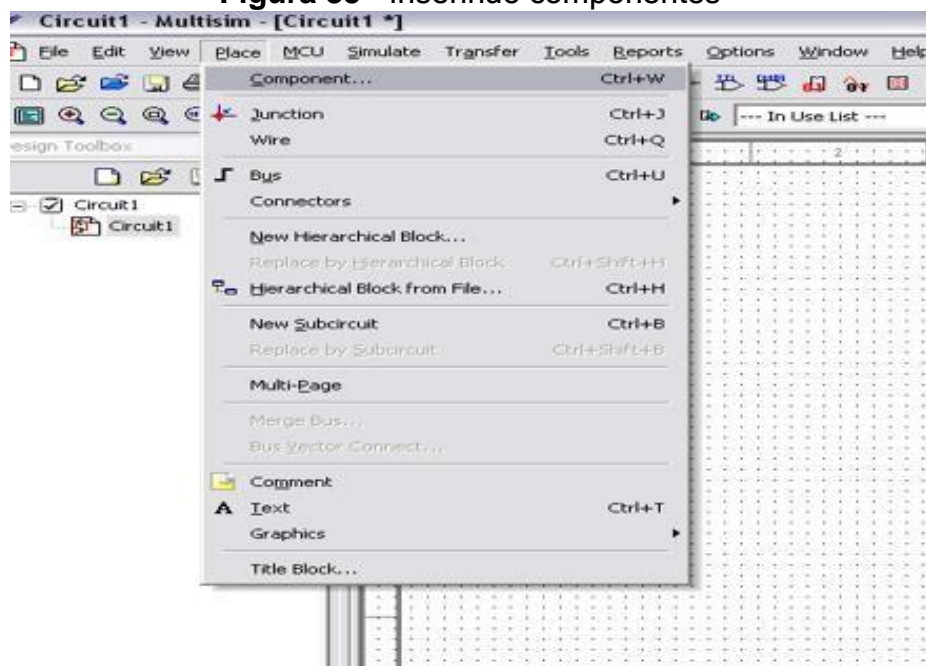 Inserindo componentes
Circuit1 - Multisim - [Circuit1 *]
File Edit View Place MCU Simulate Transfer Tools Reports Options Window Help
--- In Use List ---
Design Toolbox
Circuit1
Circuit1
2
Component... Ctrl+W
Junction Ctrl+J
Wire Ctrl+Q
Bus Ctrl+U
Connectors
New Hierarchical Block...
Replace by Hierarchical Block Ctrl+Shift+H
Hierarchical Block from File... Ctrl+H
New Subcircuit Ctrl+B
Replace by Subcircuit Ctrl+Shift+B
Multi-Page
Merge Bus...
Bus Vector Connect...
Comment
Text Ctrl+T
Graphics
Title Block...